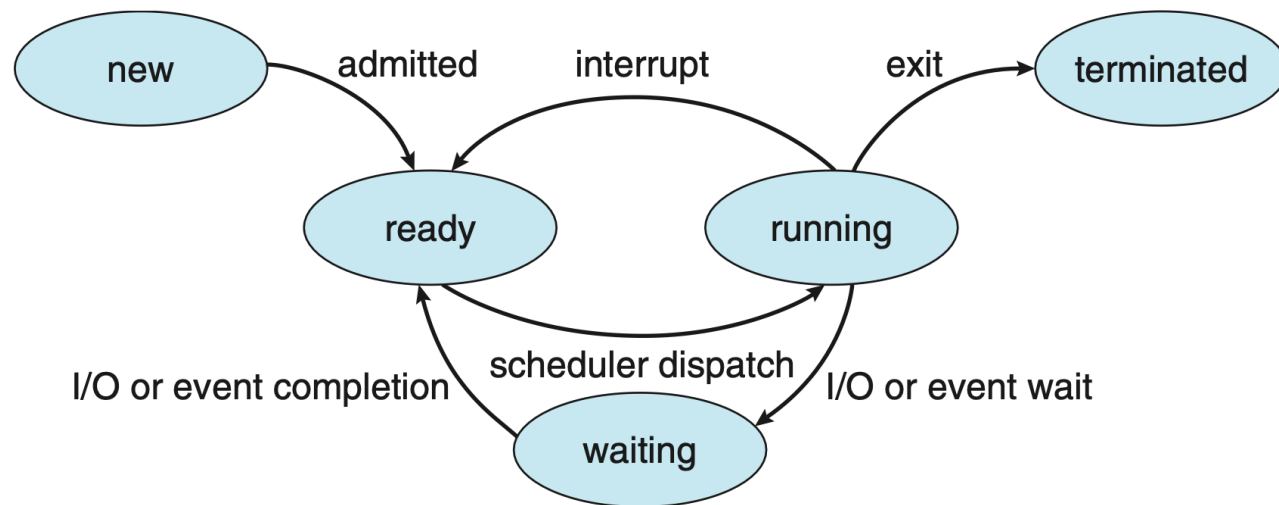 new
admitted
interrupt
exit
terminated
ready
running
I/O or event completion
scheduler dispatch
I/O or event wait
waiting